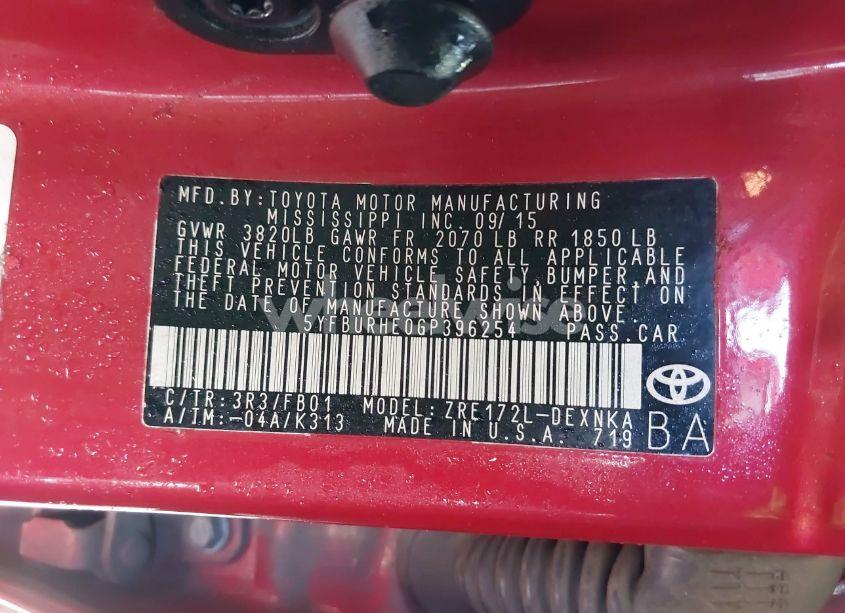 MFD.BY:TOYOTA MOTOR MANUFACTURING
MISSISSIPPI INC. 09/15
GVWR 3820LB GAWR FR 2070 LB RR 1850LB
THIS VEHICLE CONFORMS TO ALL APPLICABLE
FEDERAL MOTOR VEHICLE SAFETY, BUMPER,AND
THEFT PREVENTION STANDARDS IN EFFECT ON
THE DATE OF MANUFACTURE SHOWN ABOVE.
5YFBURHE0GP396254 PASS.CAR
C/TR:3R3/FB01 MODEL:ZRE172L-DEXNKA
A/TM:-04A/K313 MADE IN U.S.A. 719
BA